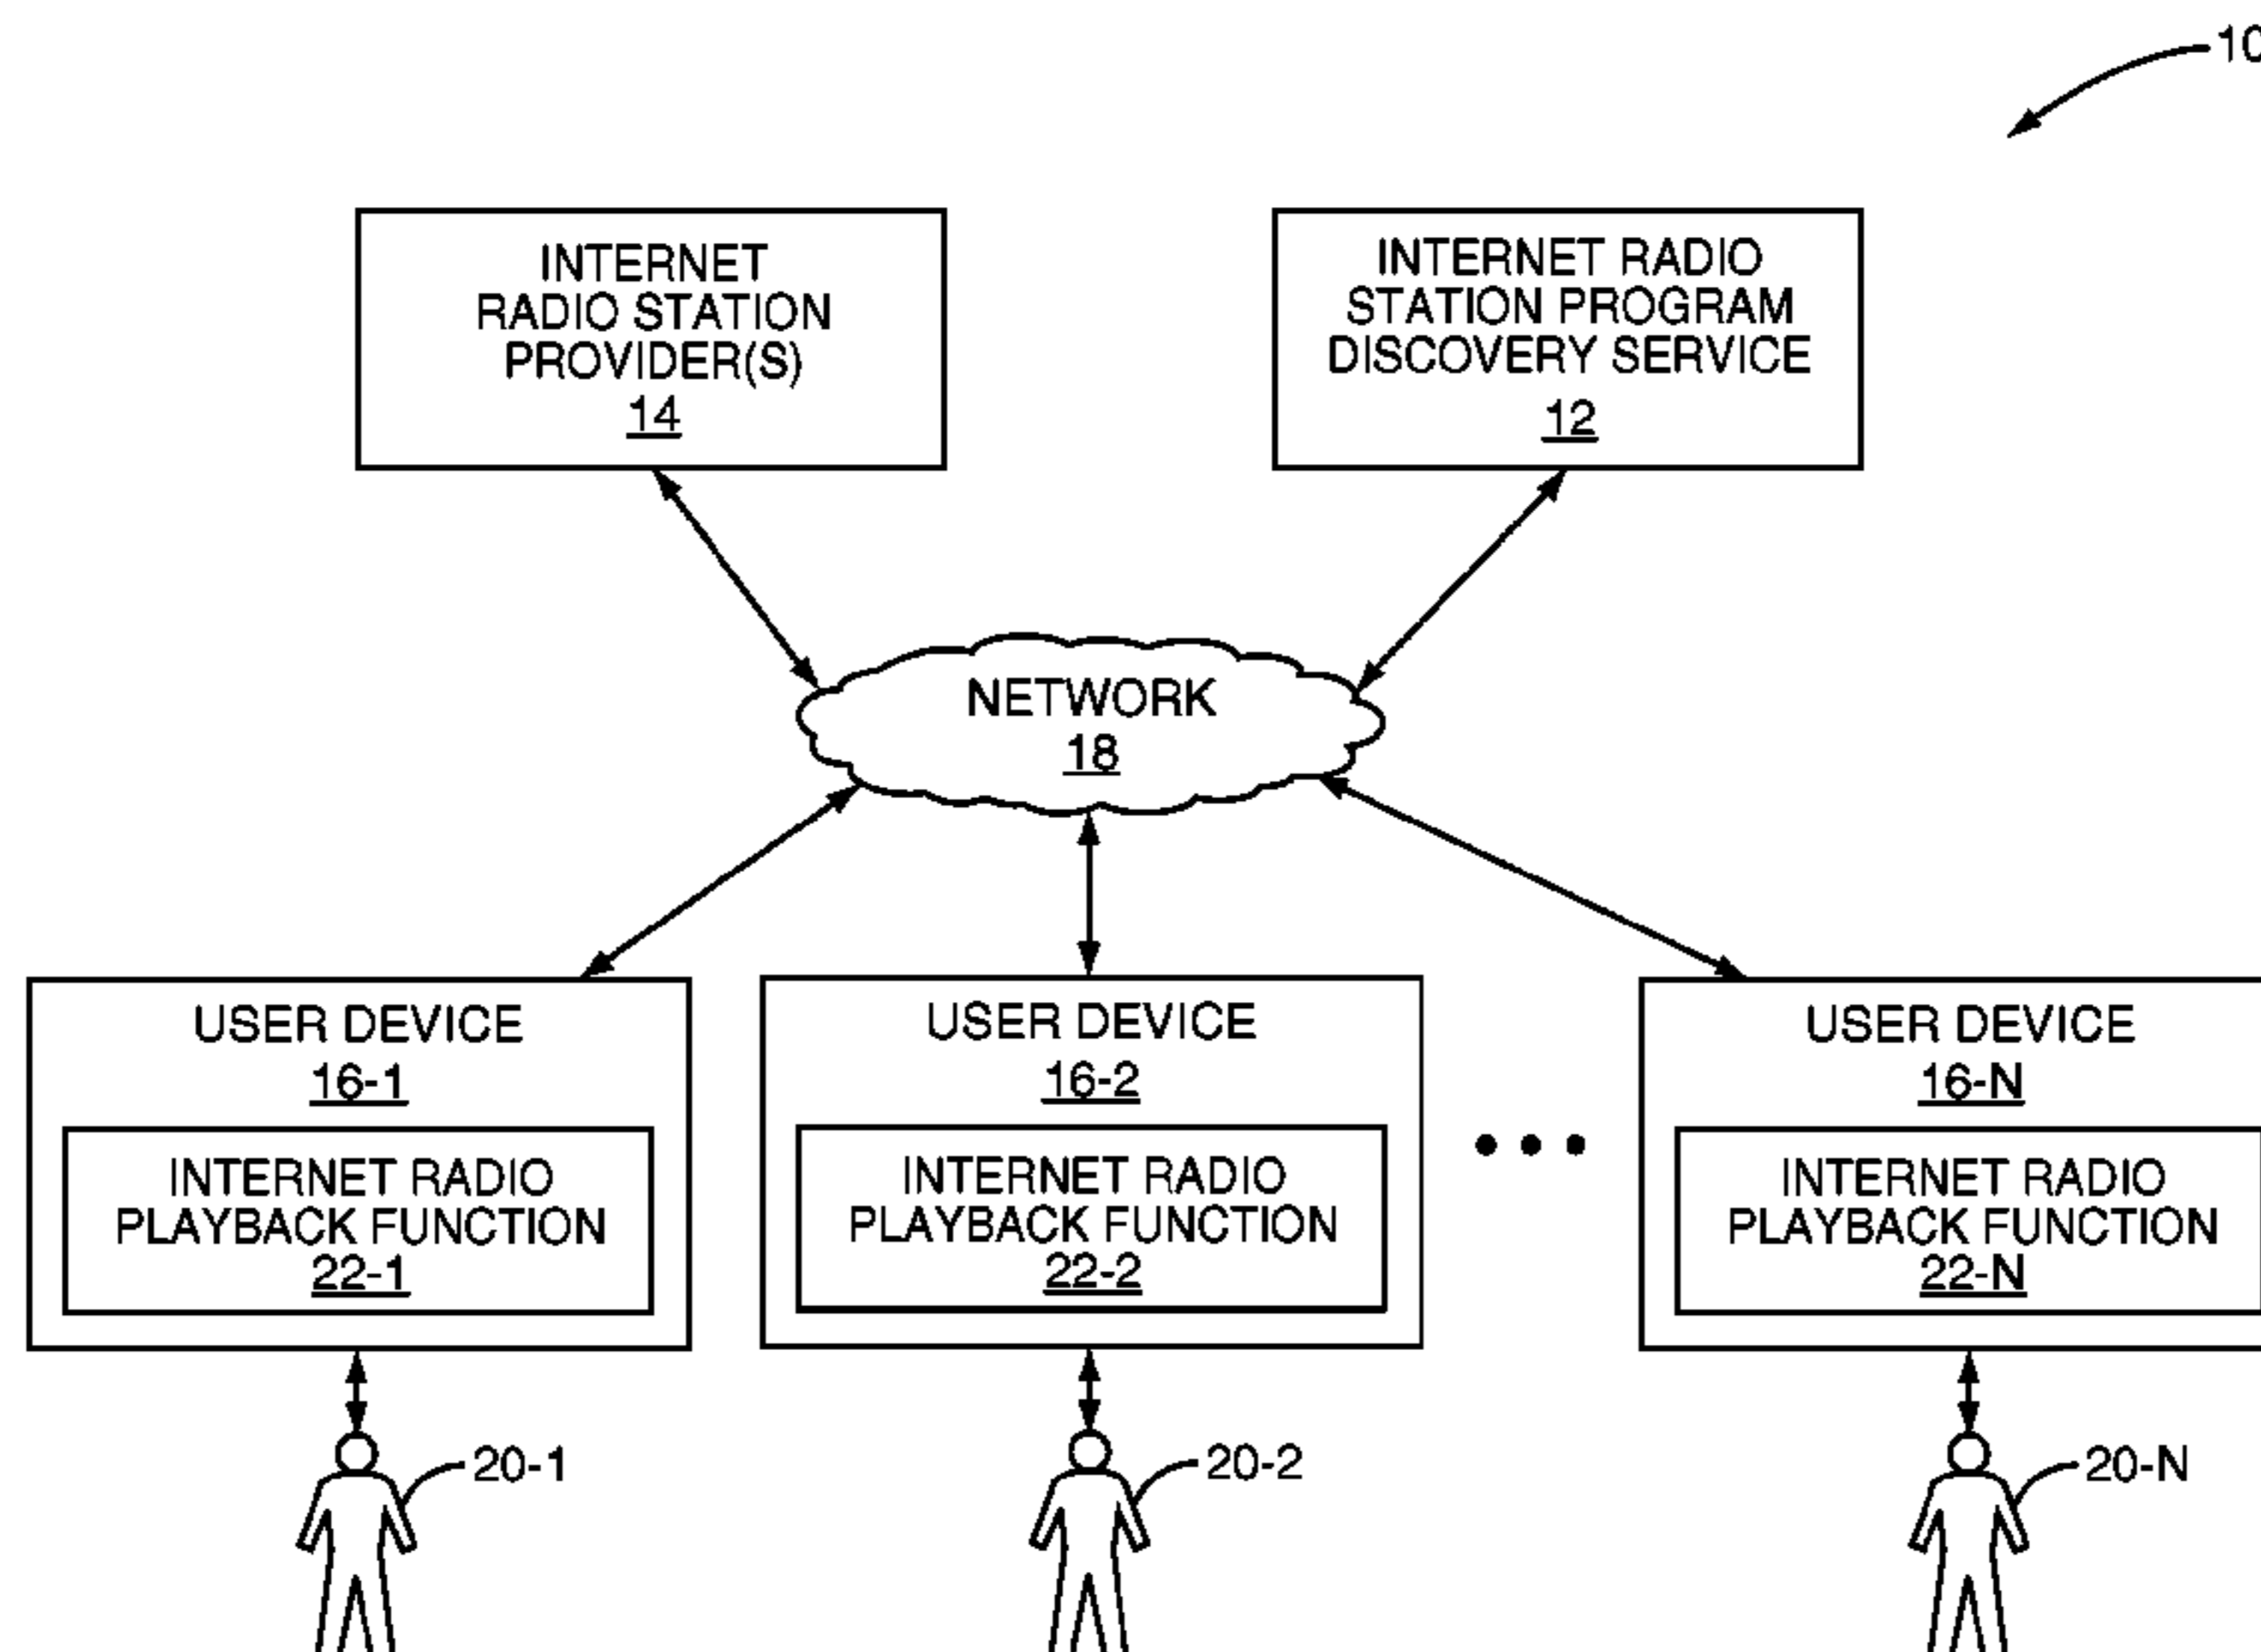 10
INTERNET
RADIO STATION
PROVIDER(S)
14
INTERNET RADIO
STATION PROGRAM
DISCOVERY SERVICE
12
NETWORK
18
USER DEVICE
16-1
INTERNET RADIO
PLAYBACK FUNCTION
22-1
USER DEVICE
16-2
INTERNET RADIO
PLAYBACK FUNCTION
22-2
USER DEVICE
16-N
INTERNET RADIO
PLAYBACK FUNCTION
22-N
20-1
20-2
20-N